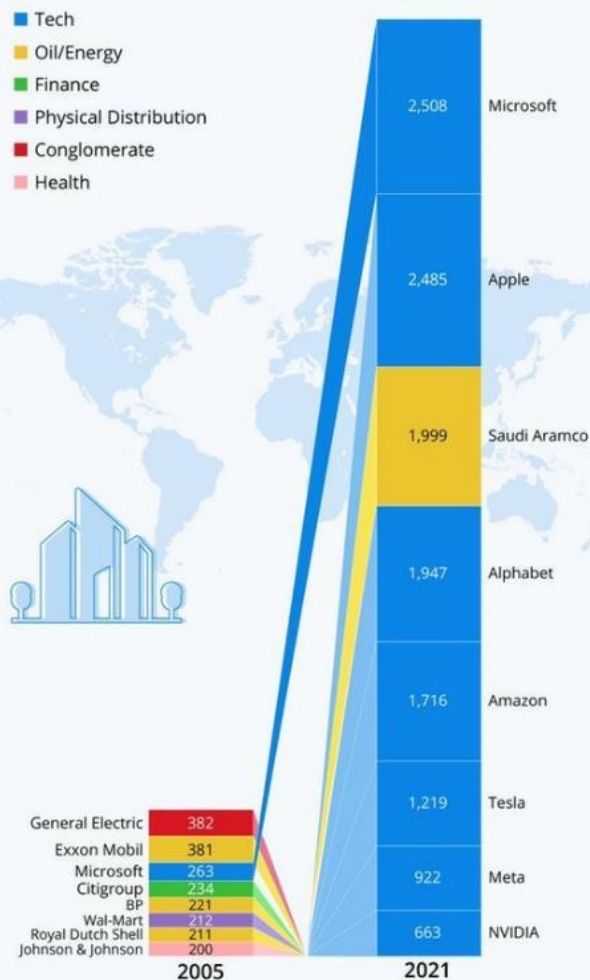 Tech
Oil/Energy
Finance
Physical Distribution
Conglomerate
Health
2,508 Microsoft
2,485 Apple
1,999 Saudi Aramco
1,947 Alphabet
1,716 Amazon
1,219 Tesla
922 Meta
663 NVIDIA
General Electric 382
Exxon Mobil 381
Microsoft 263
Citigroup 234
BP 221
Wal-Mart 212
Royal Dutch Shell 211
Johnson & Johnson 200
2005 2021